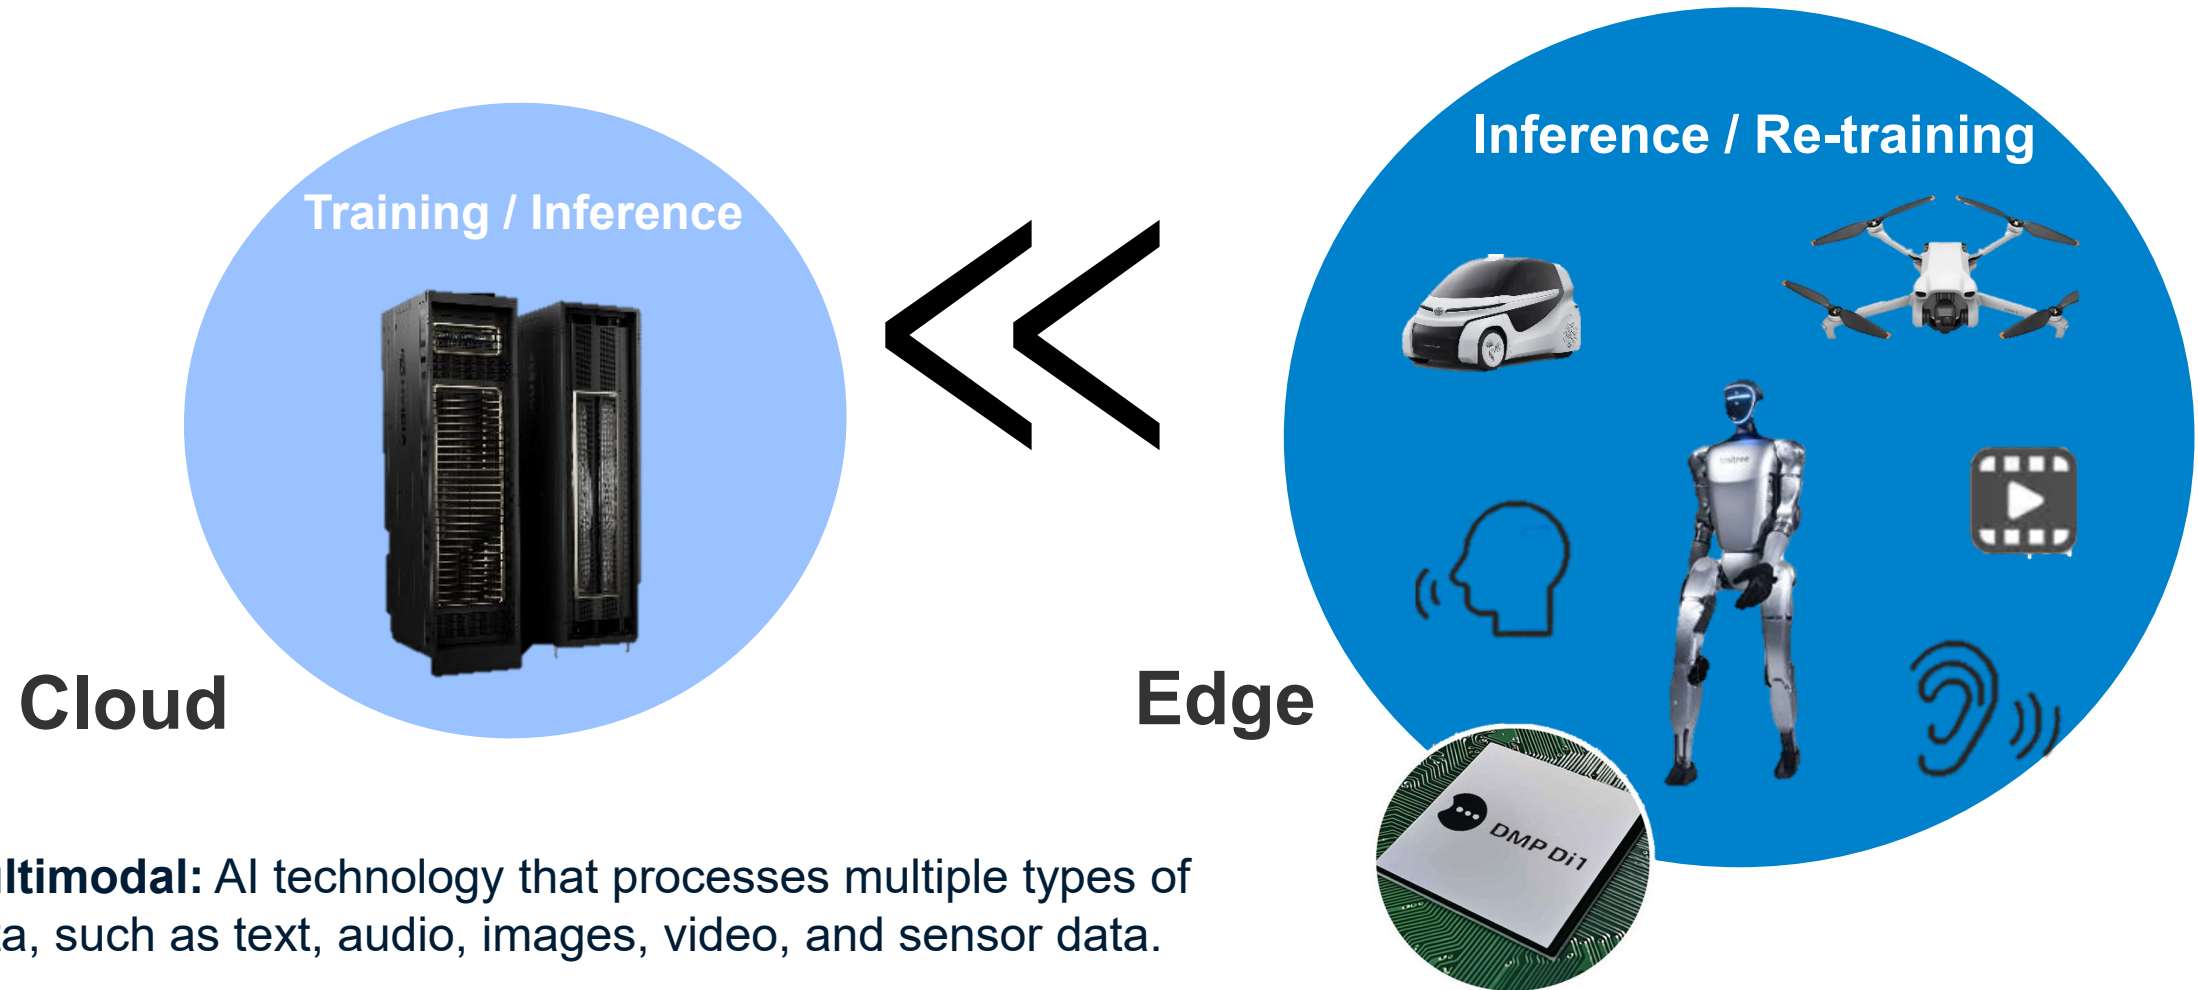 Inference / Re-training
Training / Inference
<<
Unitree
Cloud
Edge
DMP Di1
ltimodal: AI technology that processes multiple types of
a, such as text, audio, images, video, and sensor data.